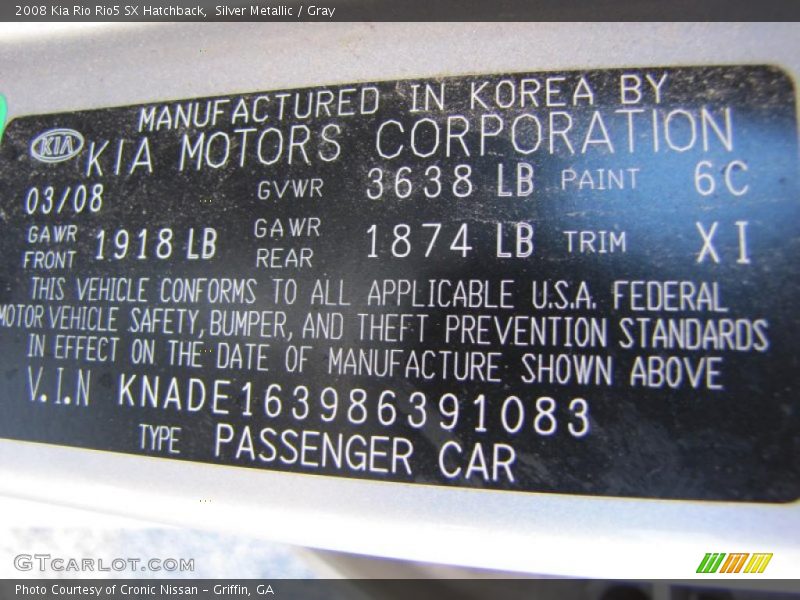 2008 Kia Rio Rio5 SX Hatchback,  Silver Metallic / Gray
MANUFACTURED IN KOREA BY
KIA KIA MOTORS CORPORATION
03/08 GVWR 3638 LB PAINT 6C
GAWR FRONT 1918 LB GAWR REAR 1874 LB TRIM XI
THIS VEHICLE CONFORMS TO ALL APPLICABLE U.S.A. FEDERAL
MOTOR VEHICLE SAFETY, BUMPER, AND THEFT PREVENTION STANDARDS
IN EFFECT ON THE DATE OF MANUFACTURE SHOWN ABOVE
V.I.N KNADE163986391083
TYPE PASSENGER CAR
GTCARLOT.COM
Photo Courtesy of Cronic Nissan – Griffin, GA